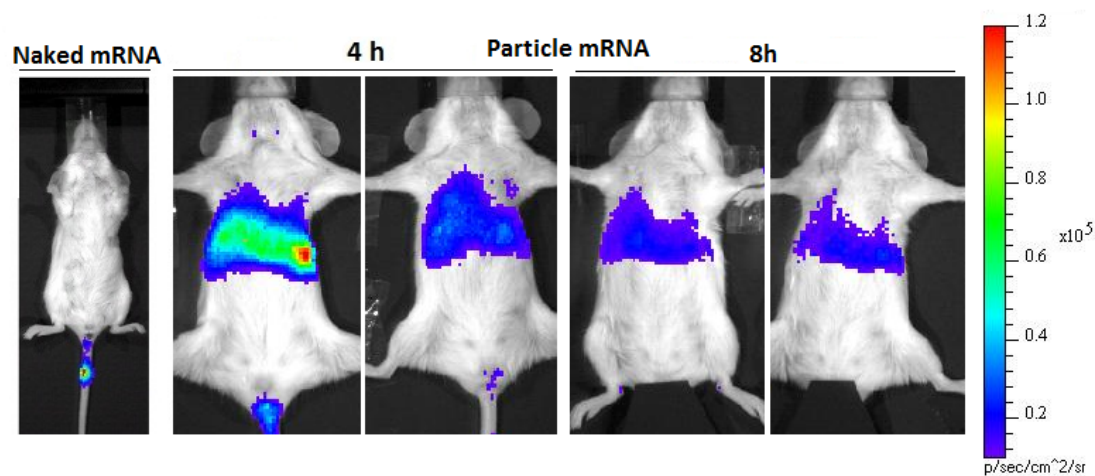 Naked mRNA
4 h
Particle mRNA
8h
1.2
1.0
0.8
0.6
0.4
0.2
x10^5
p/sec/cm^2/sr